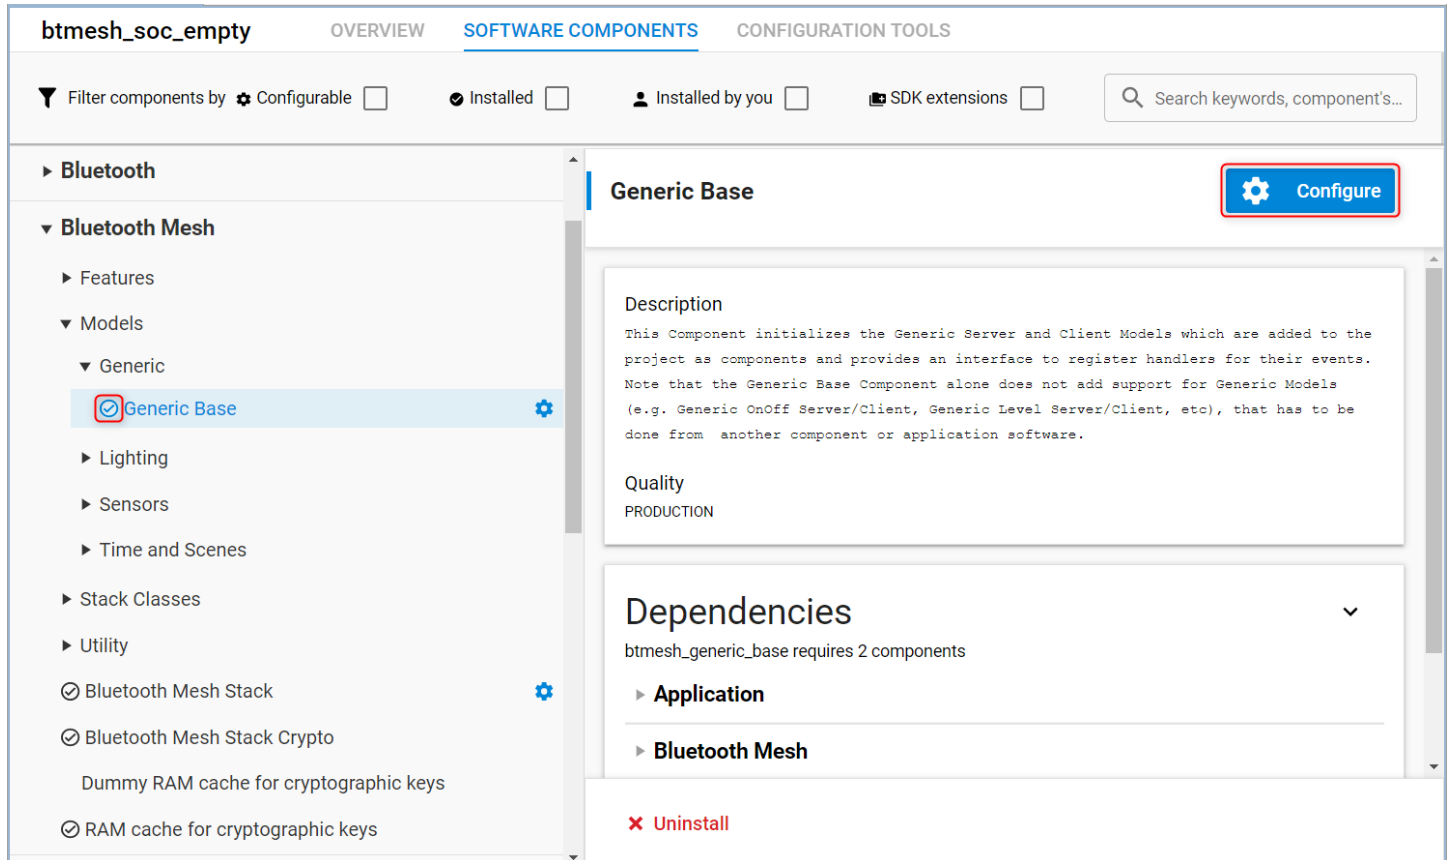 btmesh_soc_empty OVERVIEW SOFTWARE COMPONENTS CONFIGURATION TOOLS
Filter components by Configurable Installed Installed by you SDK extensions Search keywords, component's...
Bluetooth
Bluetooth Mesh
Features
Models
Generic
Generic Base
Lighting
Sensors
Time and Scenes
Stack Classes
Utility
Bluetooth Mesh Stack
Bluetooth Mesh Stack Crypto
Dummy RAM cache for cryptographic keys
RAM cache for cryptographic keys
Generic Base Configure
Description
This Component initializes the Generic Server and Client Models which are added to the
project as components and provides an interface to register handlers for their events.
Note that the Generic Base Component alone does not add support for Generic Models
(e.g. Generic OnOff Server/Client, Generic Level Server/Client, etc), that has to be
done from  another component or application software.
Quality
PRODUCTION
Dependencies
btmesh_generic_base requires 2 components
Application
Bluetooth Mesh
Uninstall